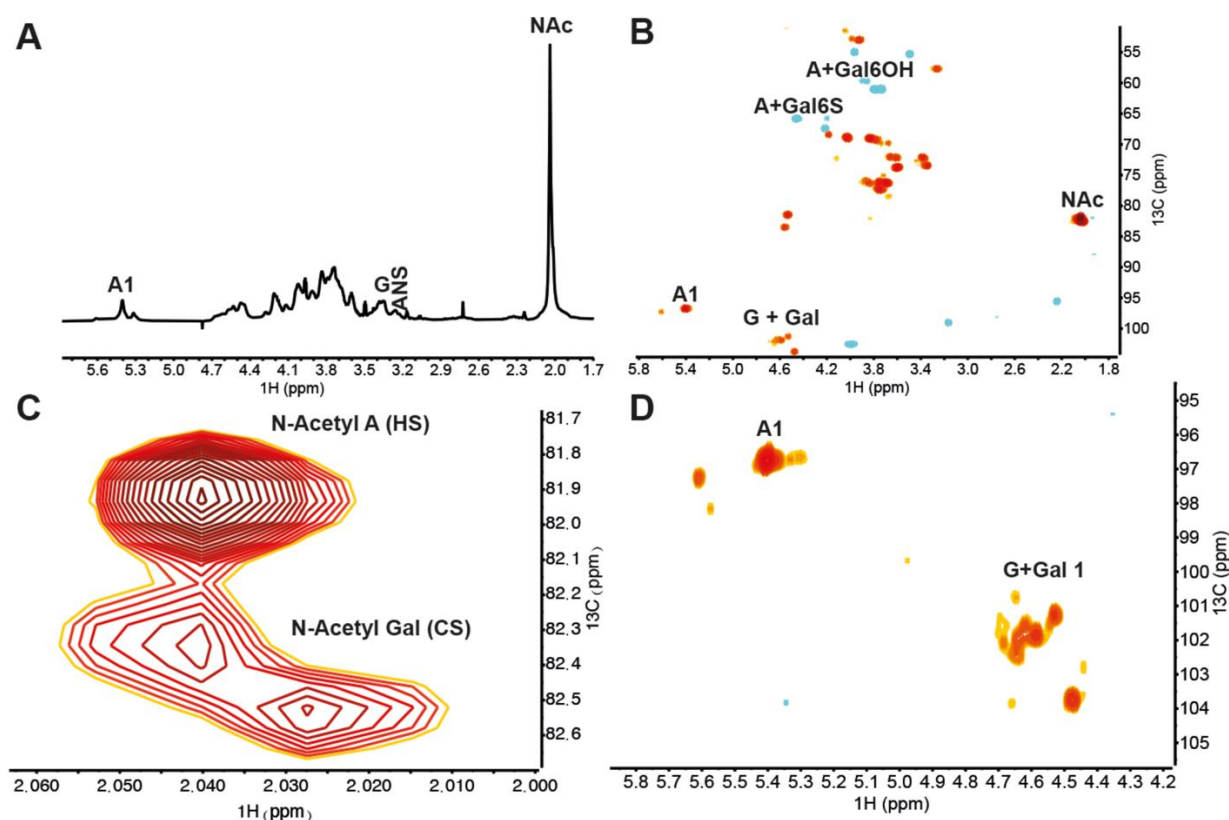 A
NAc
A1
G
ANS
5.6 5.3 5.0 4.7 4.4 4.1 3.8 3.5 3.2 2.9 2.6 2.3 2.0 1.7
1H (ppm)
B
A+Gal6OH
A+Gal6S
NAc
A1
G + Gal
55
60
65
70
75
80
85
90
95
100
13C (ppm)
5.8 5.4 5.0 4.6 4.2 3.8 3.4 3.0 2.6 2.2 1.8
1H (ppm)
C
N-Acetyl A (HS)
N-Acetyl Gal (CS)
81.7
81.8
81.9
82.0
82.1
82.2
82.3
82.4
82.5
82.6
13C (ppm)
2.060 2.050 2.040 2.030 2.020 2.010 2.000
1H (ppm)
D
A1
G+Gal 1
95
96
97
98
99
100
101
102
103
104
105
13C (ppm)
5.8 5.6 5.4 5.2 5.0 4.9 4.8 4.7 4.6 4.5 4.4 4.3 4.2
1H (ppm)